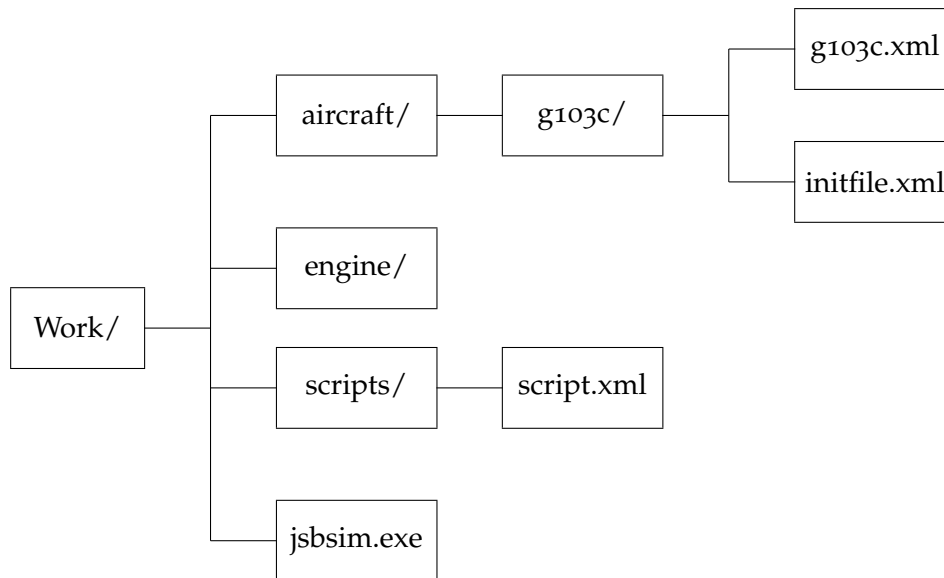 g103c.xml
aircraft/
g103c/
initfile.xml
engine/
Work/
scripts/
script.xml
jsbsim.exe